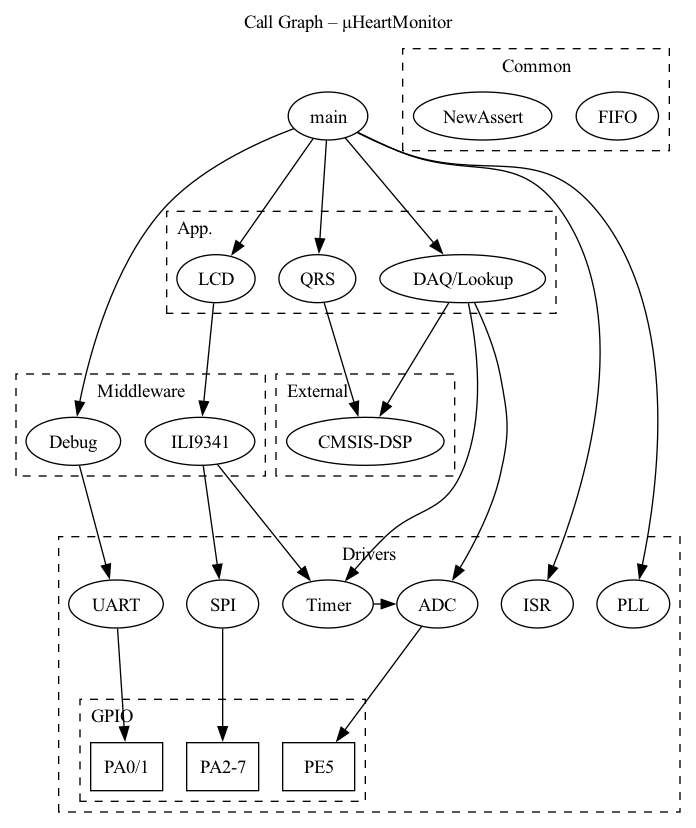 Call Graph – μHeartMonitor
Common
main
NewAssert
FIFO
App.
LCD
QRS
DAQ/Lookup
Middleware
External
Debug
ILI9341
CMSIS-DSP
Drivers
UART
SPI
Timer
ADC
ISR
PLL
GPIO
PA0/1
PA2-7
PE5